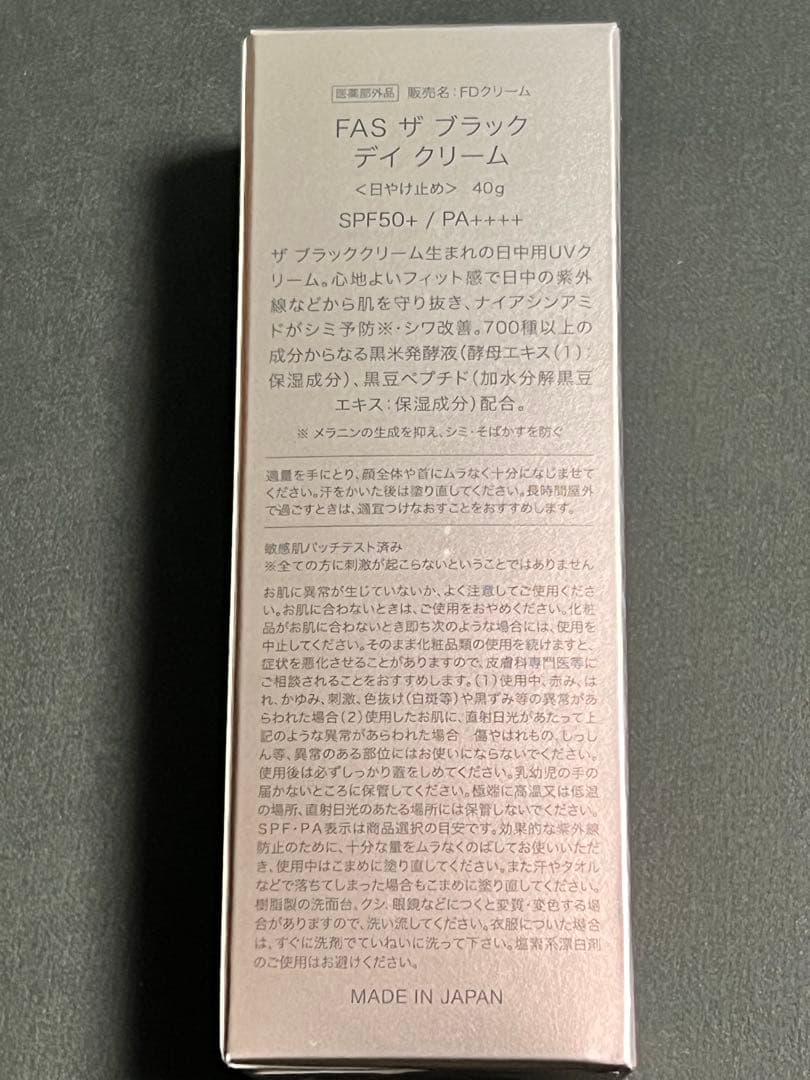 医薬部外品 販売名：FDクリーム
FAS ザ ブラック
デイ クリーム
＜日やけ止め＞ 40g
SPF50+ / PA++++
ザ ブラッククリーム生まれの日中用UVク
リーム。心地よいフィット感で日中の紫外
線などから肌を守り抜き、ナイアシンアミ
ドがシミ予防※・シワ改善。700種以上の
成分からなる黒米発酵液（酵母エキス（1）：
保湿成分）、黒豆ペプチド（加水分解黒豆
エキス：保湿成分）配合。
※ メラニンの生成を抑え、シミ・そばかすを防ぐ
適量を手にとり、顔全体や首にムラなく十分になじませて
ください。汗をかいた後は塗り直してください。長時間屋外
で過ごすときは、適宜つけなおすことをおすすめします。
敏感肌パッチテスト済み
※全ての方に刺激が起こらないということではありません
お肌に異常が生じていないか、よく注意してご使用くださ
い。お肌に合わないときは、ご使用をおやめください。化粧
品がお肌に合わないとき即ち次のような場合には、使用を
中止してください。そのまま化粧品類の使用を続けますと、
症状を悪化させることがありますので、皮膚科専門医等に
ご相談されることをおすすめします。（1）使用中、赤み、は
れ、かゆみ、刺激、色抜け（白斑等）や黒ずみ等の異常があ
らわれた場合（2）使用したお肌に、直射日光があたって上
記のような異常があらわれた場合 傷やはれもの、しっし
ん等、異常のある部位にはお使いにならないでください。
使用後は必ずしっかり蓋をしめてください。乳幼児の手の
届かないところに保管してください。極端に高温又は低温
の場所、直射日光のあたる場所には保管しないでください。
SPF・PA表示は商品選択の目安です。効果的な紫外線
防止のために、十分な量をムラなくのばしてお使いいただ
き、使用中はこまめに塗り直してください。また汗やタオル
などで落ちてしまった場合もこまめに塗り直してください。
樹脂製の洗面台、クシ、眼鏡などにつくと変質・変色する場
合がありますので、洗い流してください。衣服についた場合
は、すぐに洗剤でていねいに洗って下さい。塩素系漂白剤
のご使用はお避けください。
MADE IN JAPAN